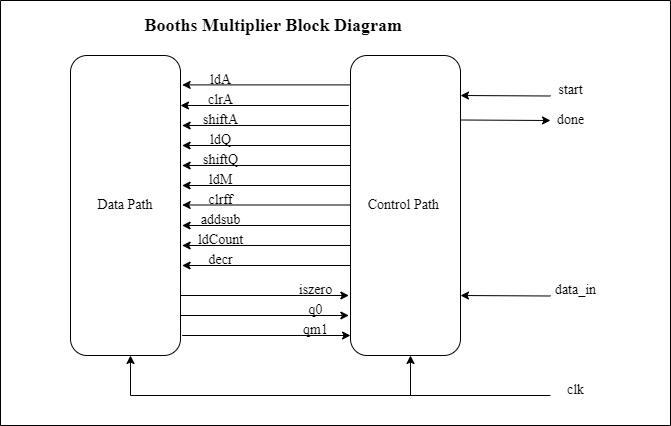 Booths Multiplier Block Diagram
ldA
clrA
shiftA
ldQ
shiftQ
ldM
clrff
addsub
ldCount
decr
iszero
q0
qm1
Data Path
Control Path
start
done
data_in
clk